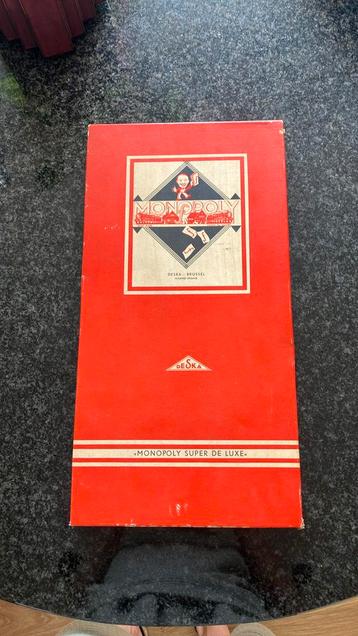 MONOPOLY
DESKA - BRUSSEL
DESKA
«MONOPOLY SUPER DE LUXE»